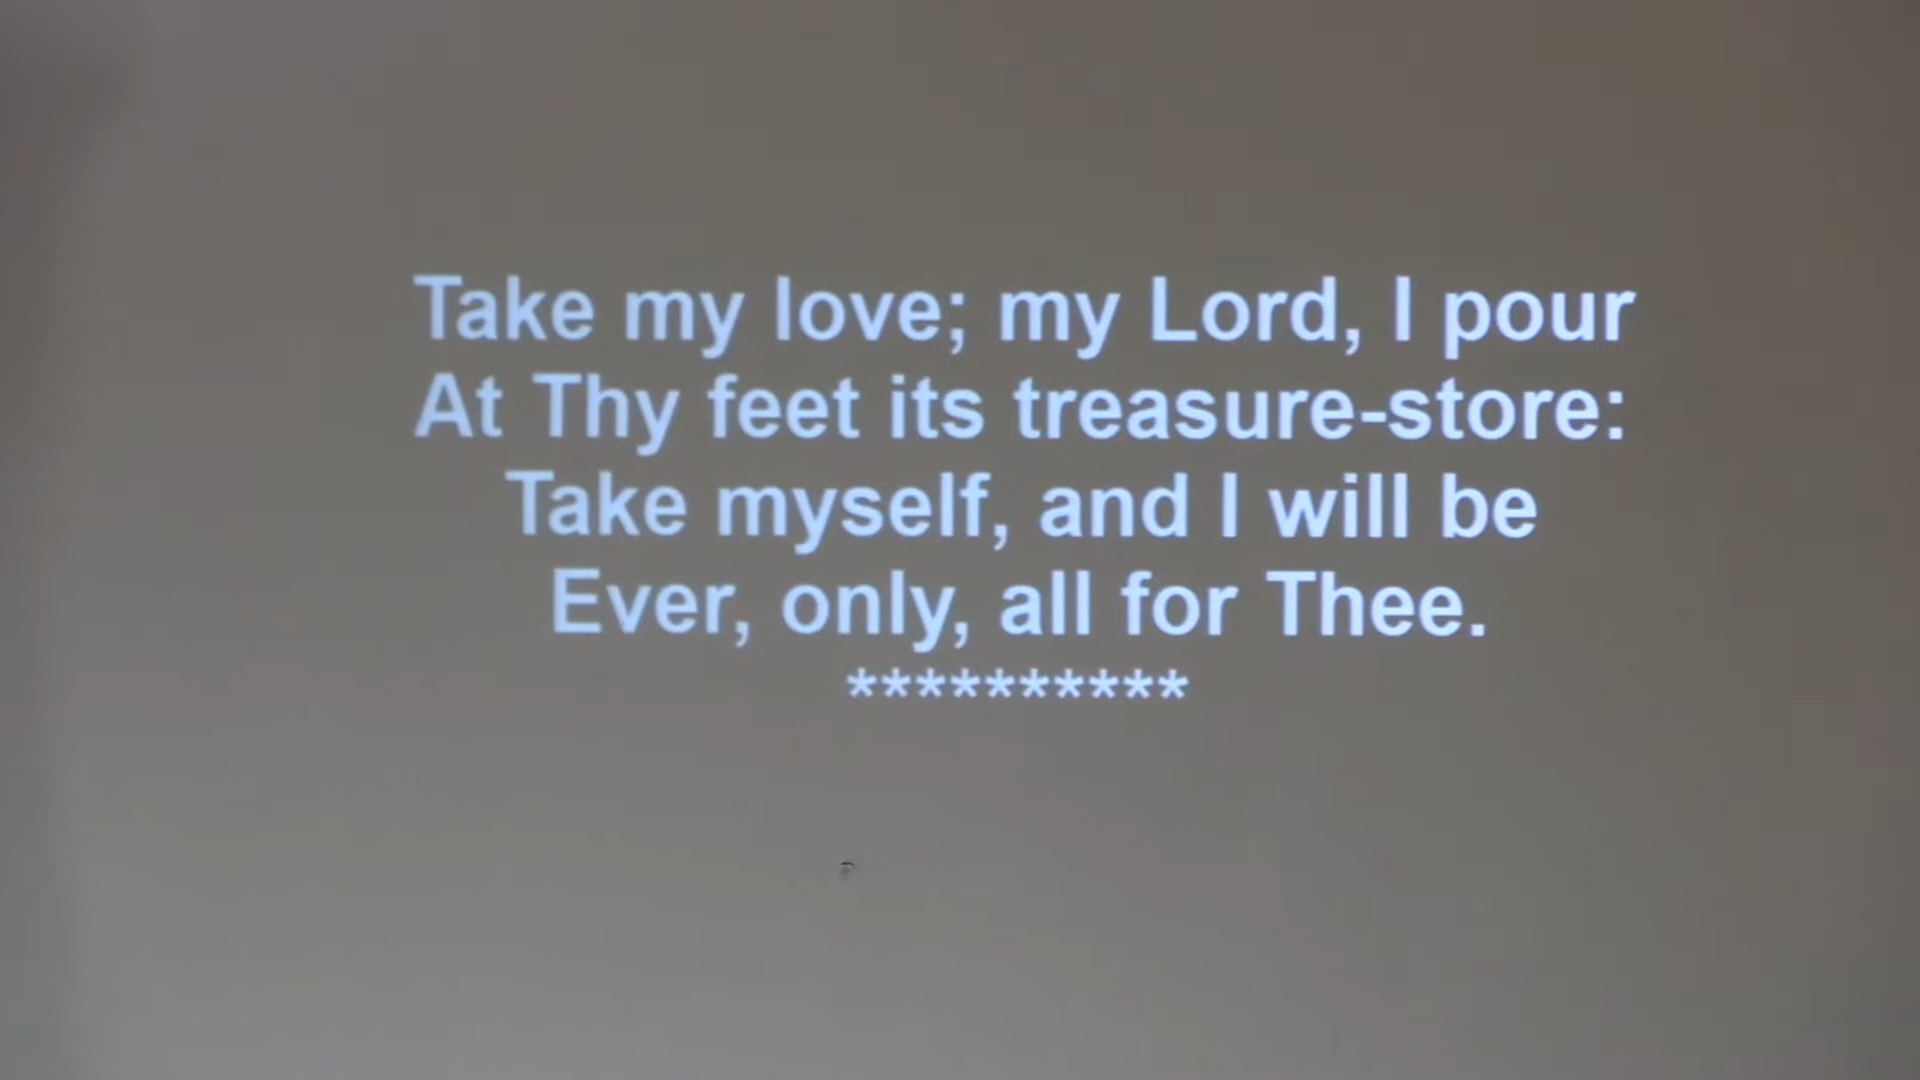 Take my love; my Lord, I pour
At Thy feet its treasure-store:
Take myself, and I will be
Ever, only, all for Thee.
**********